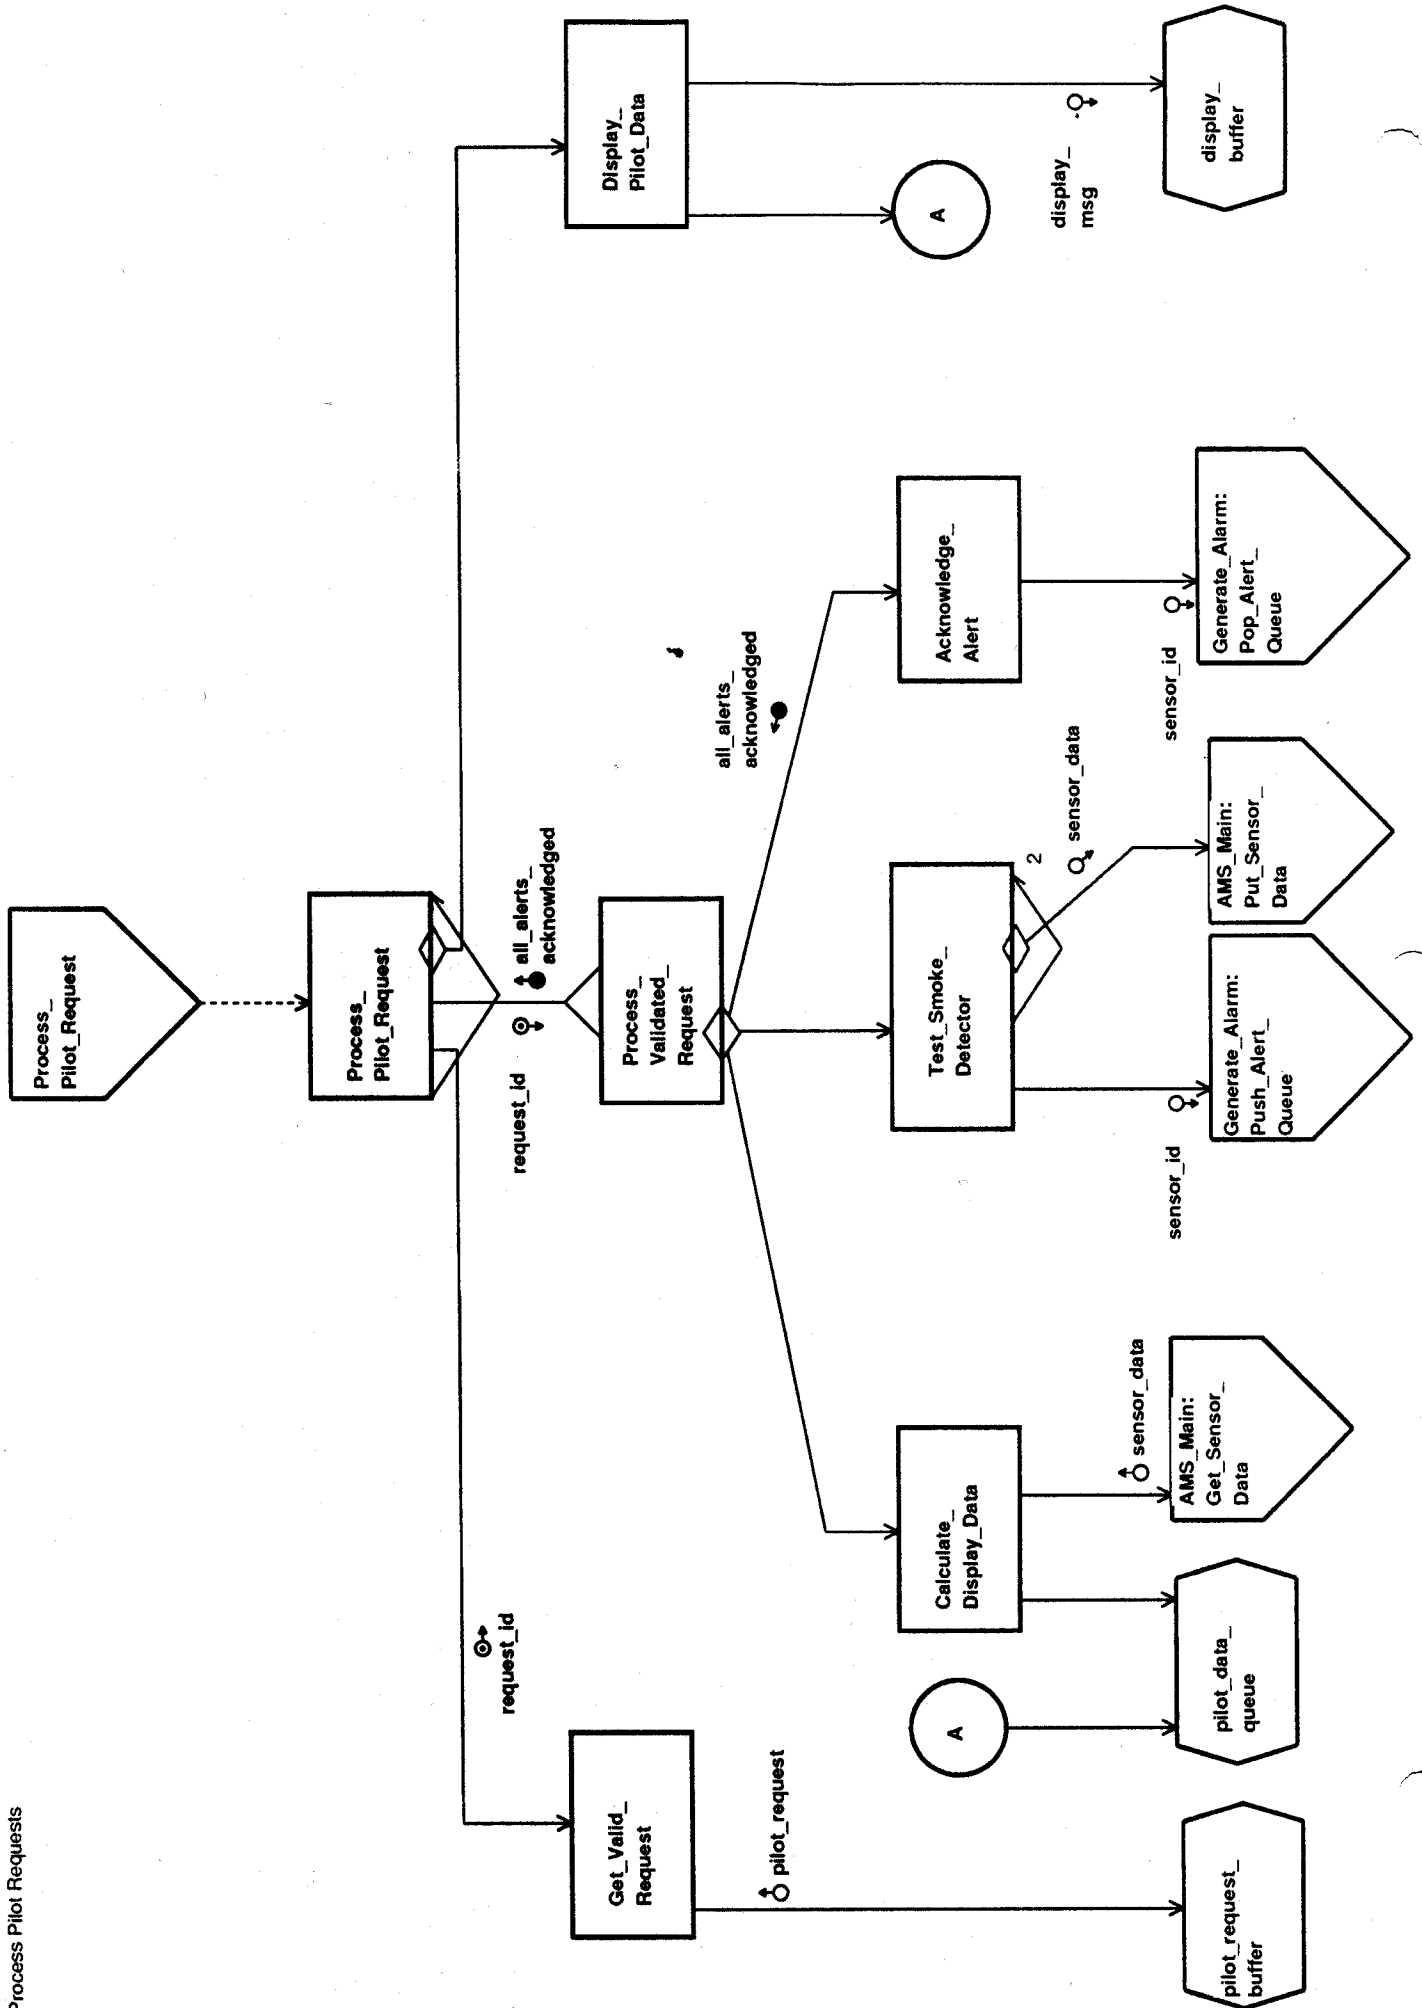 Process Pilot Requests
Process_
Pilot_Request
Process_
Pilot_Request
request_id
request_id
all_alerts_
acknowledged
Get_Valid_
Request
Process_
Validated_
Request
Display_
Pilot_Data
pilot_request
all_alerts_
acknowledged
A
Calculate_
Display_Data
Test_Smoke_
Detector
2
Acknowledge_
Alert
A
display_
msg
sensor_data
sensor_id
sensor_data
sensor_id
pilot_request_
buffer
pilot_data_
queue
AMS_Main:
Get_Sensor_
Data
Generate_Alarm:
Push_Alert_
Queue
AMS_Main:
Put_Sensor_
Data
Generate_Alarm:
Pop_Alert_
Queue
display_
buffer